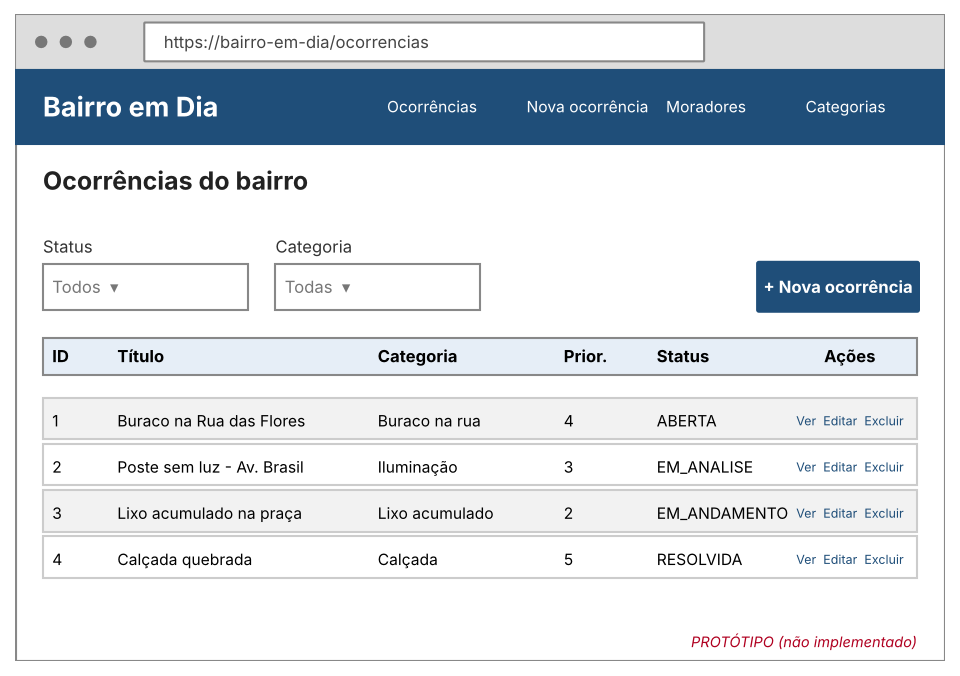 https://bairro-em-dia/ocorrencias
Bairro em Dia Ocorrências Nova ocorrência Moradores Categorias
Ocorrências do bairro
Status Categoria
Todos ▾ Todas ▾ + Nova ocorrência
ID Título Categoria Prior. Status Ações
1 Buraco na Rua das Flores Buraco na rua 4 ABERTA Ver Editar Excluir
2 Poste sem luz - Av. Brasil Iluminação 3 EM_ANALISE Ver Editar Excluir
3 Lixo acumulado na praça Lixo acumulado 2 EM_ANDAMENTO Ver Editar Excluir
4 Calçada quebrada Calçada 5 RESOLVIDA Ver Editar Excluir
PROTÓTIPO (não implementado)